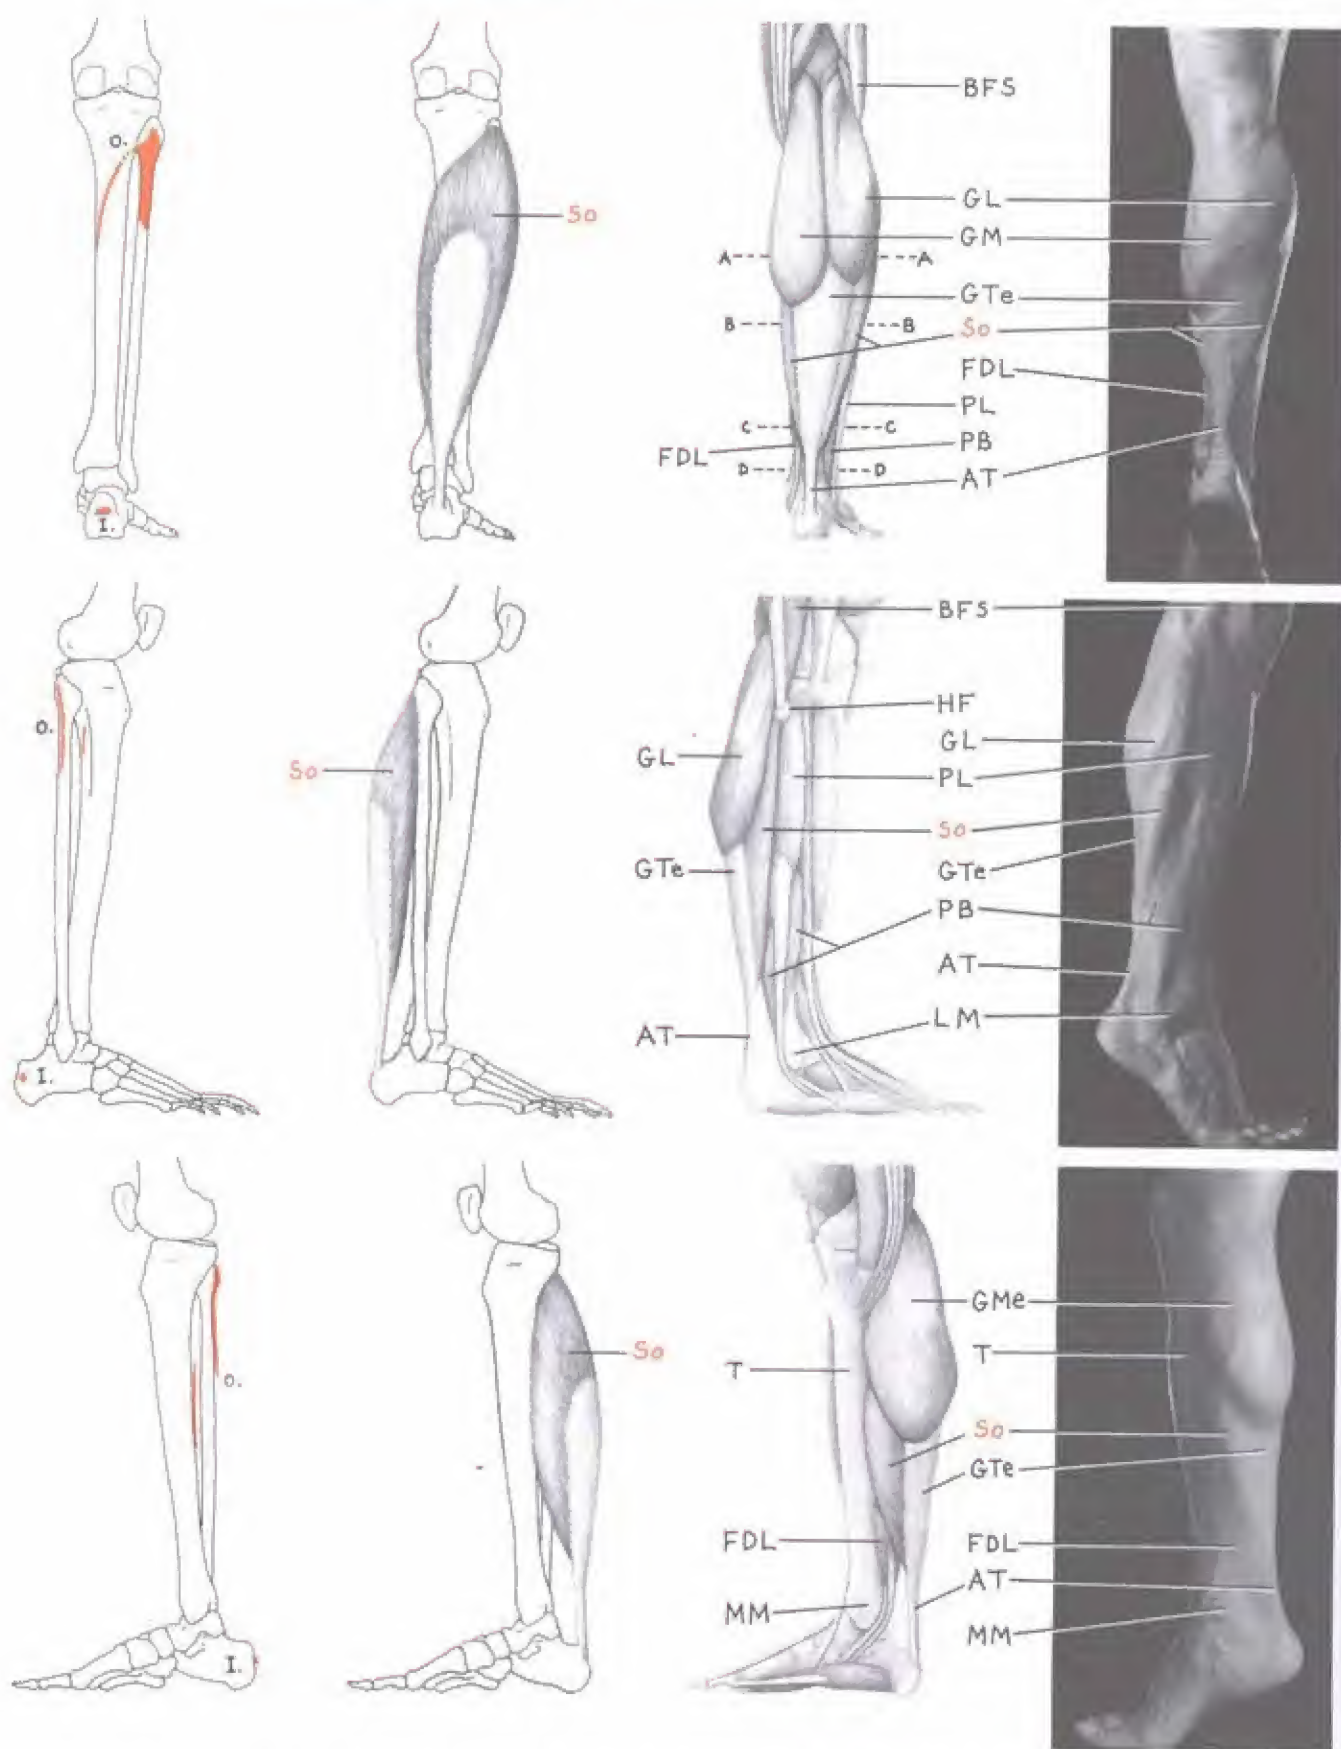 O.
I.
So
BFS
GL
GM
A A
GTe
B B
So
FDL
PL
C C
PB
FDL
D D
AT
BFS
O.
HF
GL
GL
PL
So
So
GTe
GTe
PB
AT
AT
LM
I.
GMe
So
T
T
O.
So
GTe
FDL
FDL
AT
MM
MM
I.